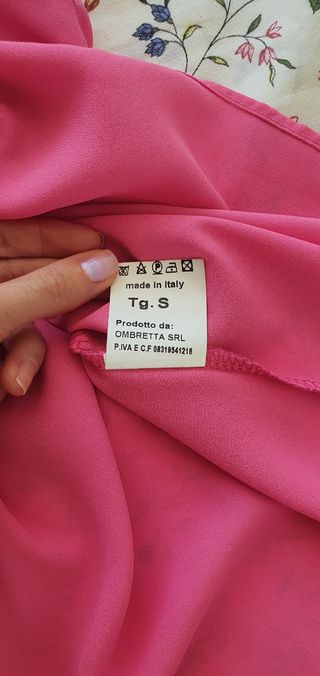 made in Italy
Tg. S
Prodotto da:
OMBRETTA SRL
P.IVA E C.F 08319541218